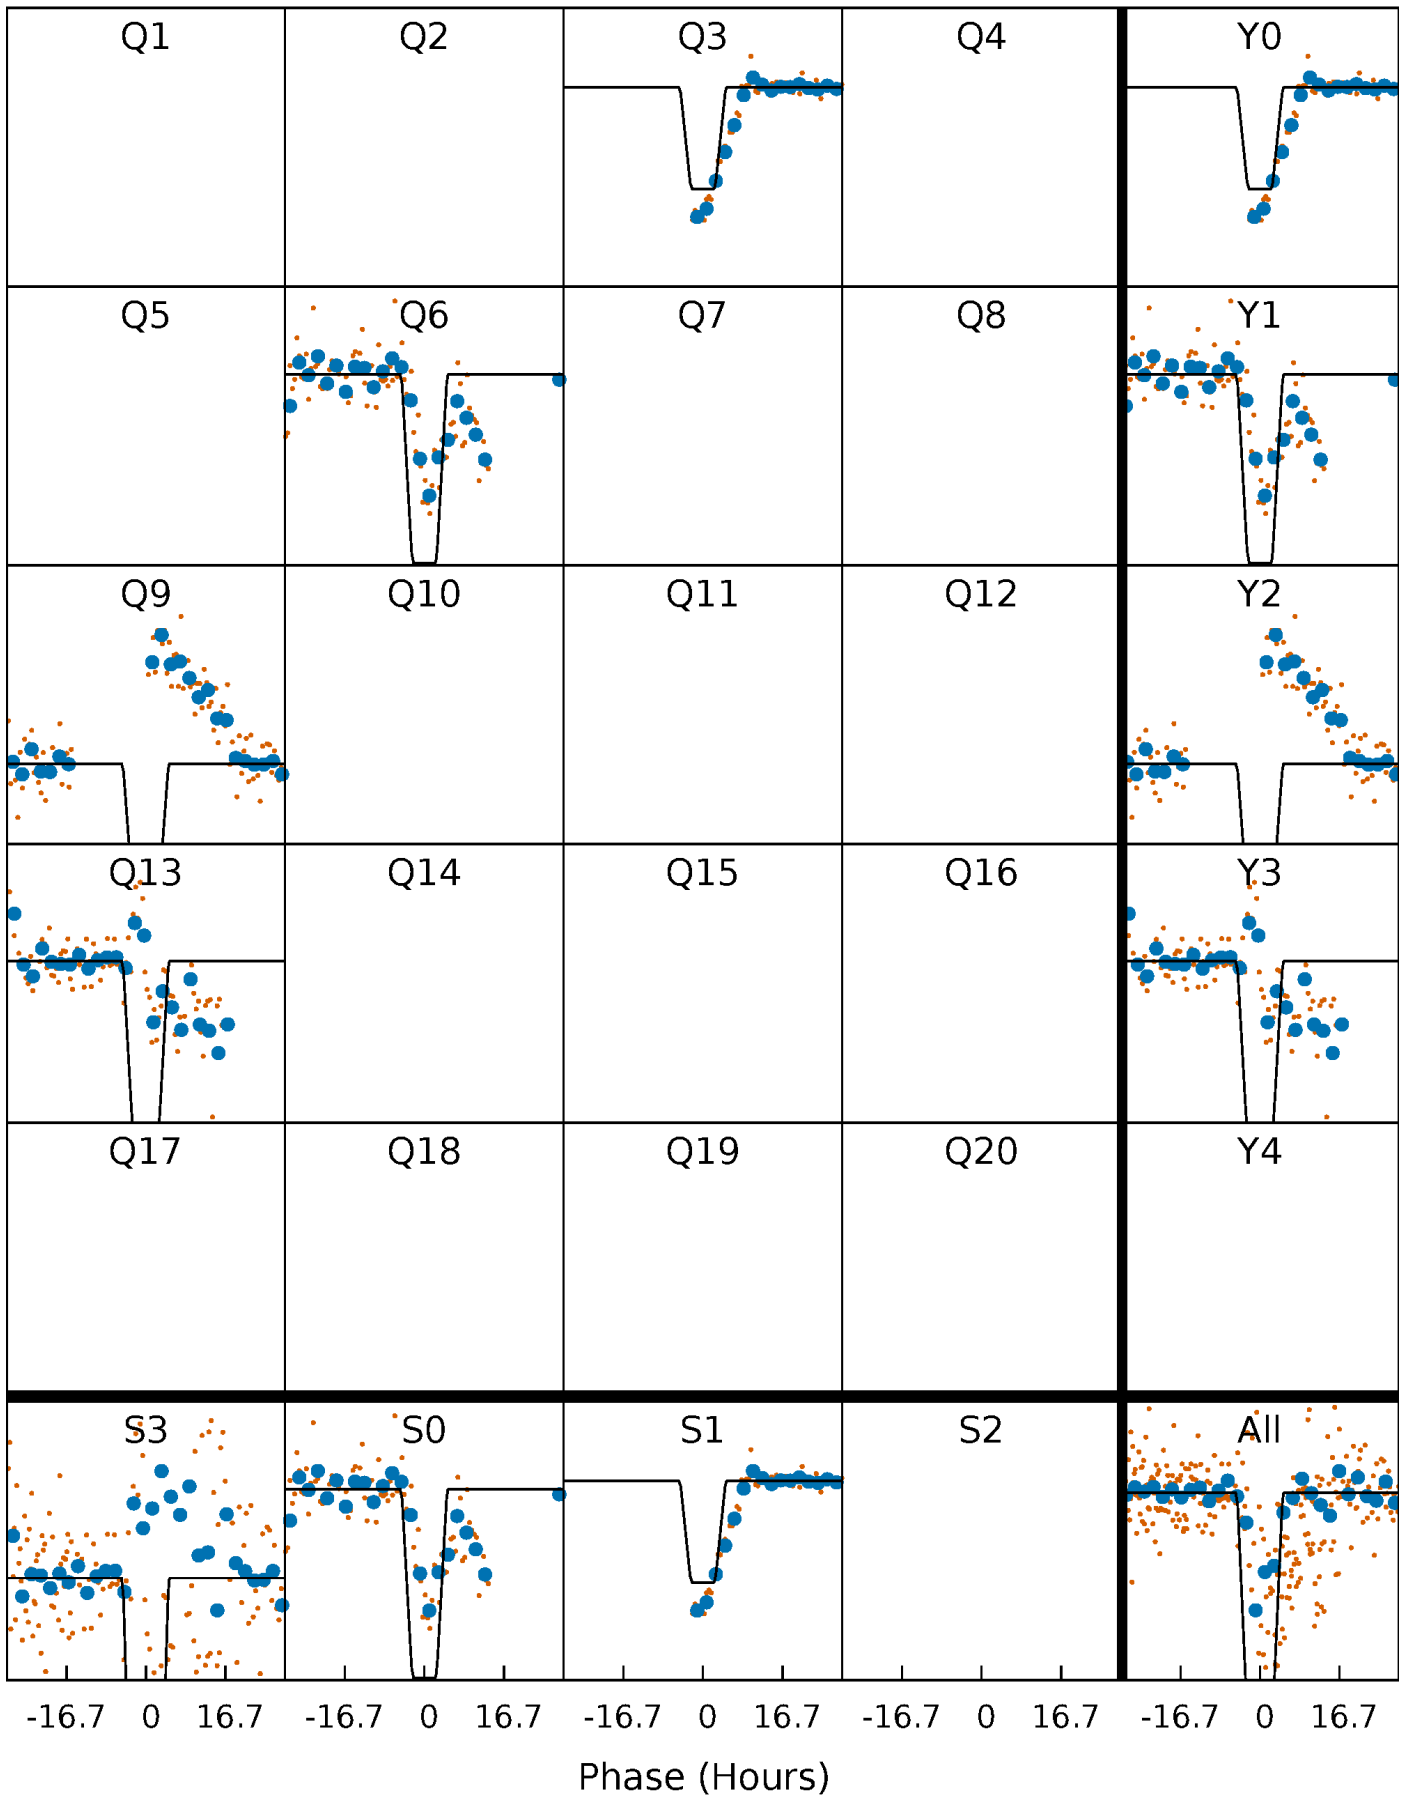 Q1 Q2 Q3 Q4 Y0
Q5 Q6 Q7 Q8 Y1
Q9 Q10 Q11 Q12 Y2
Q13 Q14 Q15 Q16 Y3
Q17 Q18 Q19 Q20 Y4
S3 S0 S1 S2 All
-16.7 0 16.7 -16.7 0 16.7 -16.7 0 16.7 -16.7 0 16.7 -16.7 0 16.7
Phase (Hours)